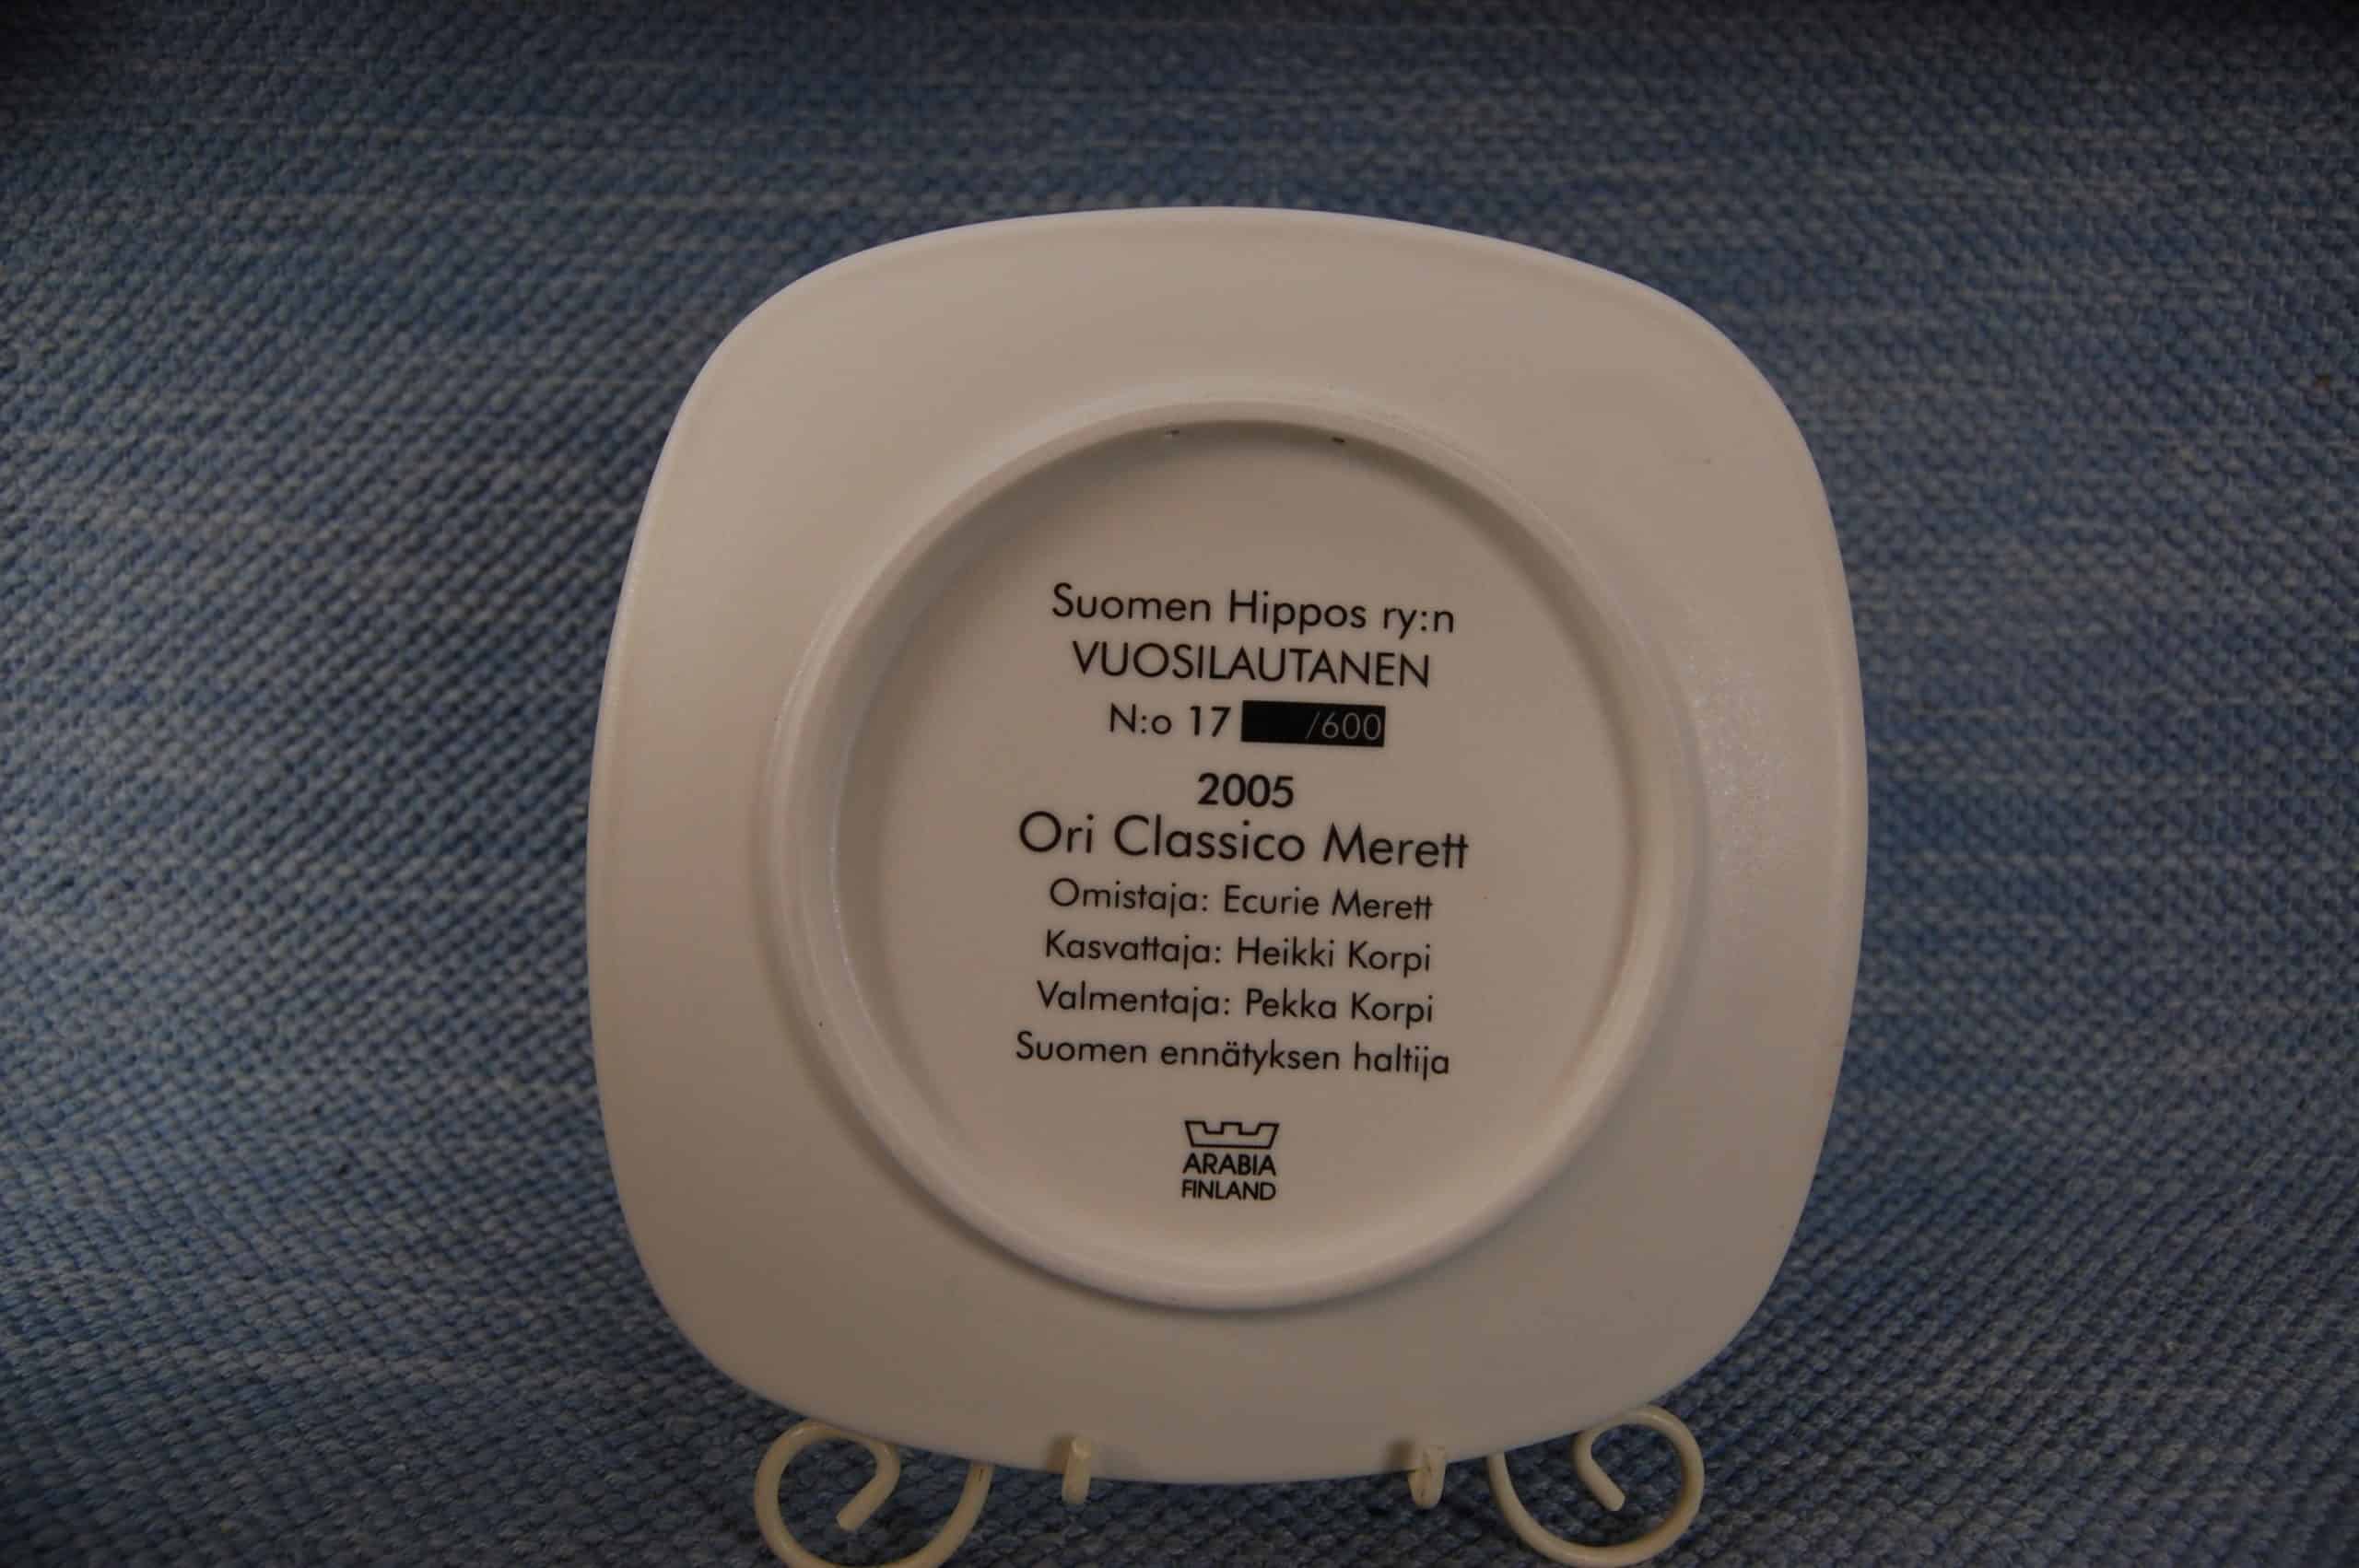 Suomen Hippos ry:n
VUOSILAUTANEN
N:o 17 /600
2005
Ori Classico Merett
Omistaja: Ecurie Merett
Kasvattaja: Heikki Korpi
Valmentaja: Pekka Korpi
Suomen ennätyksen haltija
ARABIA
FINLAND